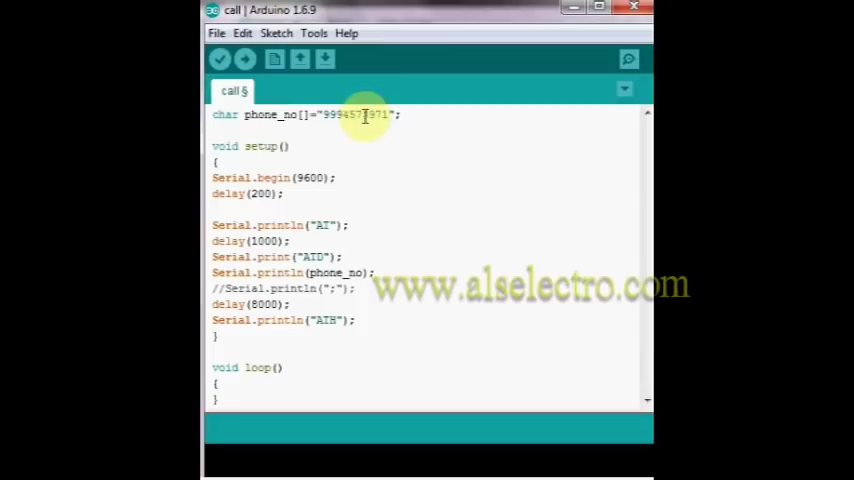 call | Arduino 1.6.9
File Edit Sketch Tools Help
call§
char phone_no[]="9994573971";
void setup()
{
Serial.begin(9600);
delay(200);
Serial.println("AT");
delay(1000);
Serial.print("ATD");
Serial.println(phone_no);
//Serial.println(";");
delay(8000);
Serial.println("ATH");
}
void loop()
{
}
www.alselectro.com